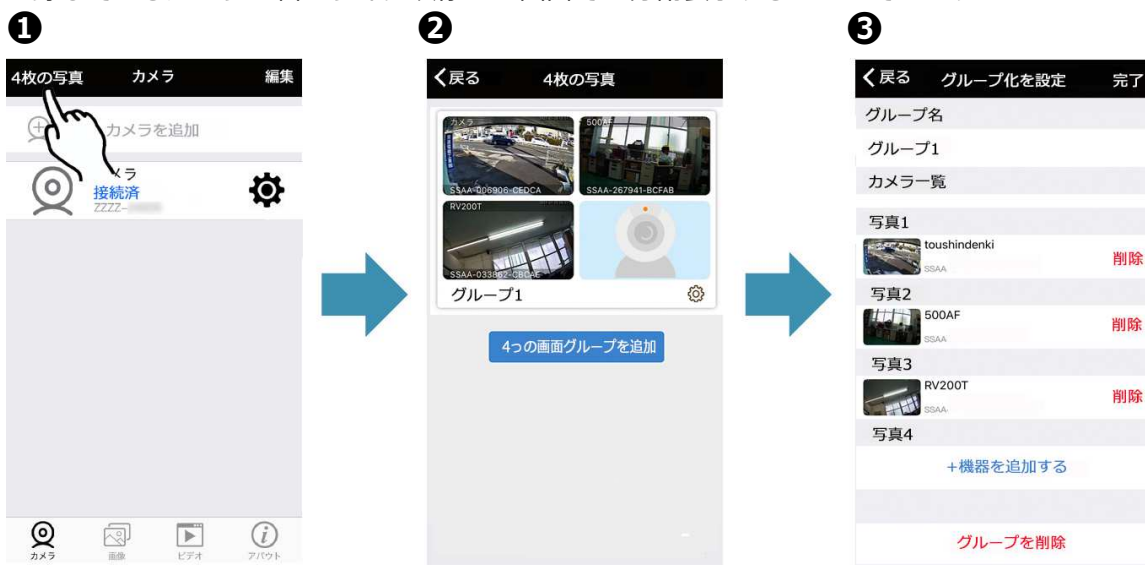 ❶
4枚の写真 カメラ 編集
カメラを追加
メラ
接続済
ZZZZ-
カメラ
画像
ビデオ
アバウト
❷
戻る 4枚の写真
カメラ
500AF
SSAA-006906-CEDCA
SSAA-267941-BCFAB
RV200T
SSAA-033862-CBCAE
グループ1
4つの画面グループを追加
❸
戻る グループ化を設定 完了
グループ名
グループ1
カメラ一覧
写真1
toushindenki
SSAA
削除
写真2
500AF
SSAA
削除
写真3
RV200T
SSAA
削除
写真4
+機器を追加する
グループを削除